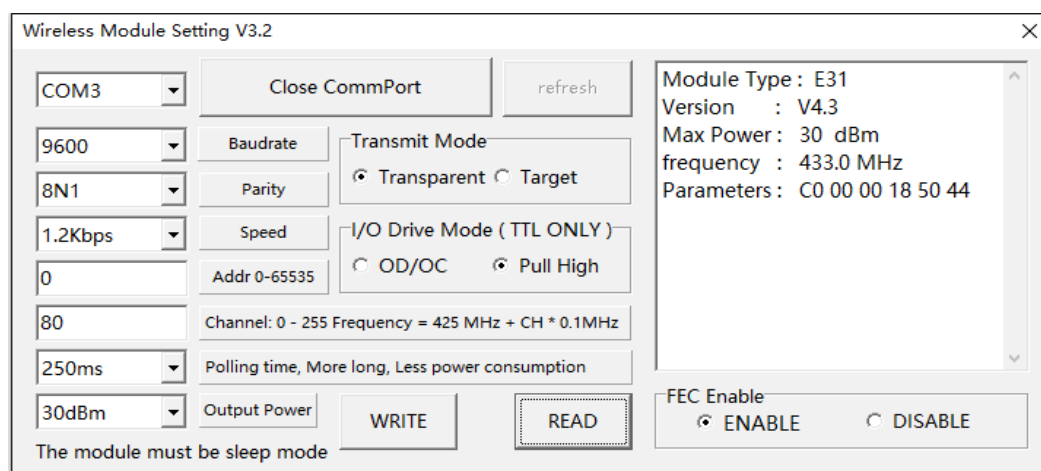 Wireless Module Setting V3.2
COM3
Close CommPort
refresh
9600
Baudrate
8N1
Parity
1.2Kbps
Speed
0
Addr 0-65535
Transmit Mode
Transparent
Target
I/O Drive Mode ( TTL ONLY )
OD/OC
Pull High
80
Channel: 0 - 255 Frequency = 425 MHz + CH * 0.1MHz
250ms
Polling time, More long, Less power consumption
30dBm
Output Power
WRITE
READ
The module must be sleep mode
Module Type : E31
Version : V4.3
Max Power : 30 dBm
frequency : 433.0 MHz
Parameters : C0 00 00 18 50 44
FEC Enable
ENABLE
DISABLE